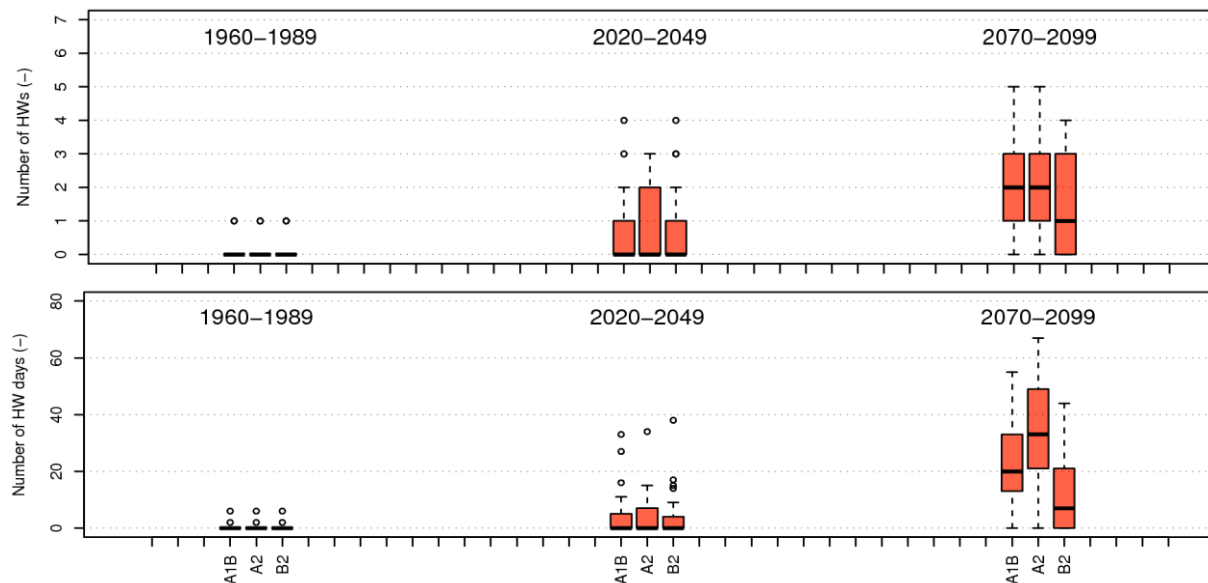 Number of HWs (−)
7
6
5
4
3
2
1
0
1960−1989
2020−2049
2070−2099
Number of HW days (−)
80
60
40
20
0
1960−1989
2020−2049
2070−2099
A1B
A2
B2
A1B
A2
B2
A1B
A2
B2